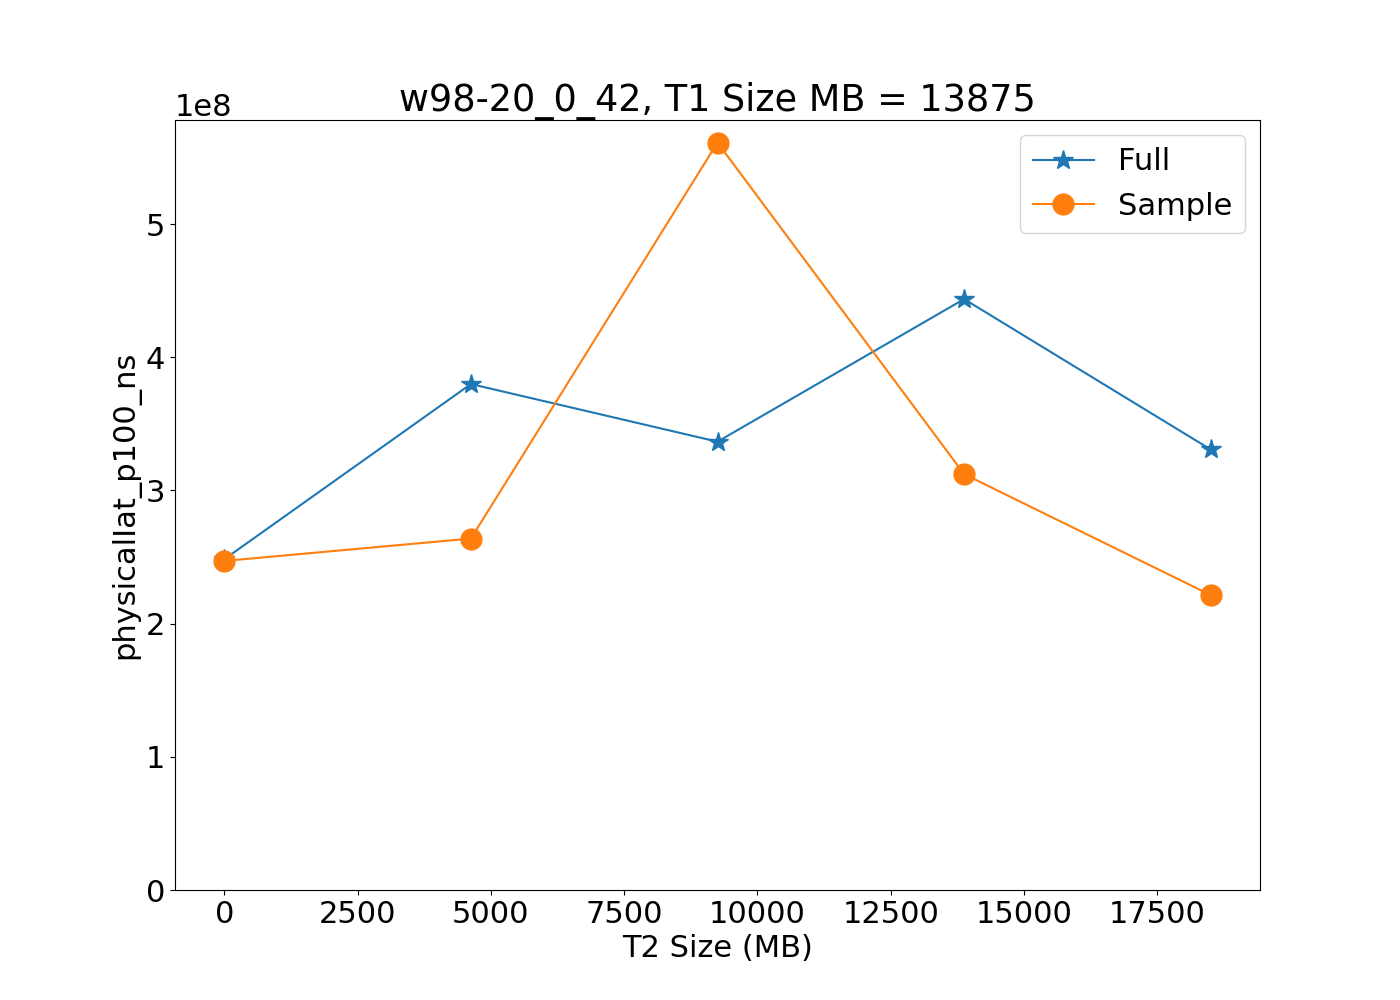 w98-20_0_42, T1 Size MB = 13875
1e8
Full
Sample
5
4
3
2
1
0
physicallat_p100_ns
0 2500 5000 7500 10000 12500 15000 17500
T2 Size (MB)